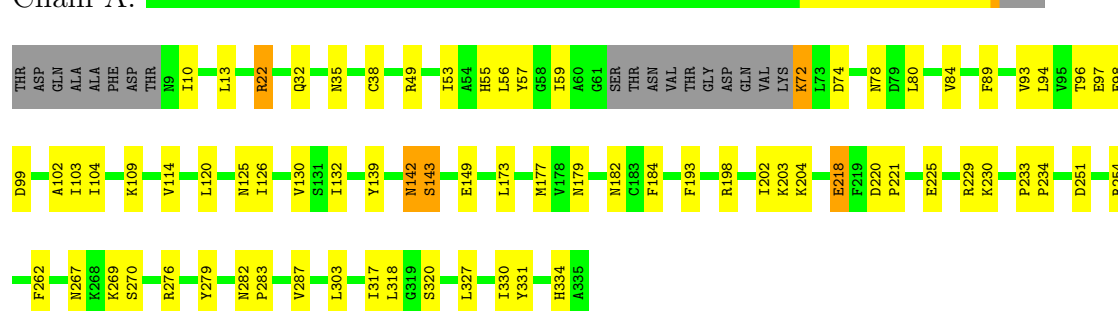 Chain A:
THR ASP GLN ALA ALA PHE ASP THR N9 I10 L13 R22 Q32 N35 C38 R49 I53 A54 H55 L56 Y57 G58 I59 A60 G61 SER THR ASN VAL THR GLY ASP GLN VAL LYS K72 L73 D74 N78 D79 L80 V84 F89 V93 L94 V95 T96 E97
D99 A102 I103 I104 K109 V114 L120 N125 I126 V130 S131 I132 Y139 N142 S143 E149 L173 M177 V178 N179 N182 C183 F184 F193 R198 I202 K203 K204 E218 F219 D220 P221 E225 R229 K230 P233 P234 D251
F262 N267 K268 K269 S270 R276 Y279 N282 P283 V287 L303 I317 L318 G319 S320 L327 I330 Y331 H334 A335